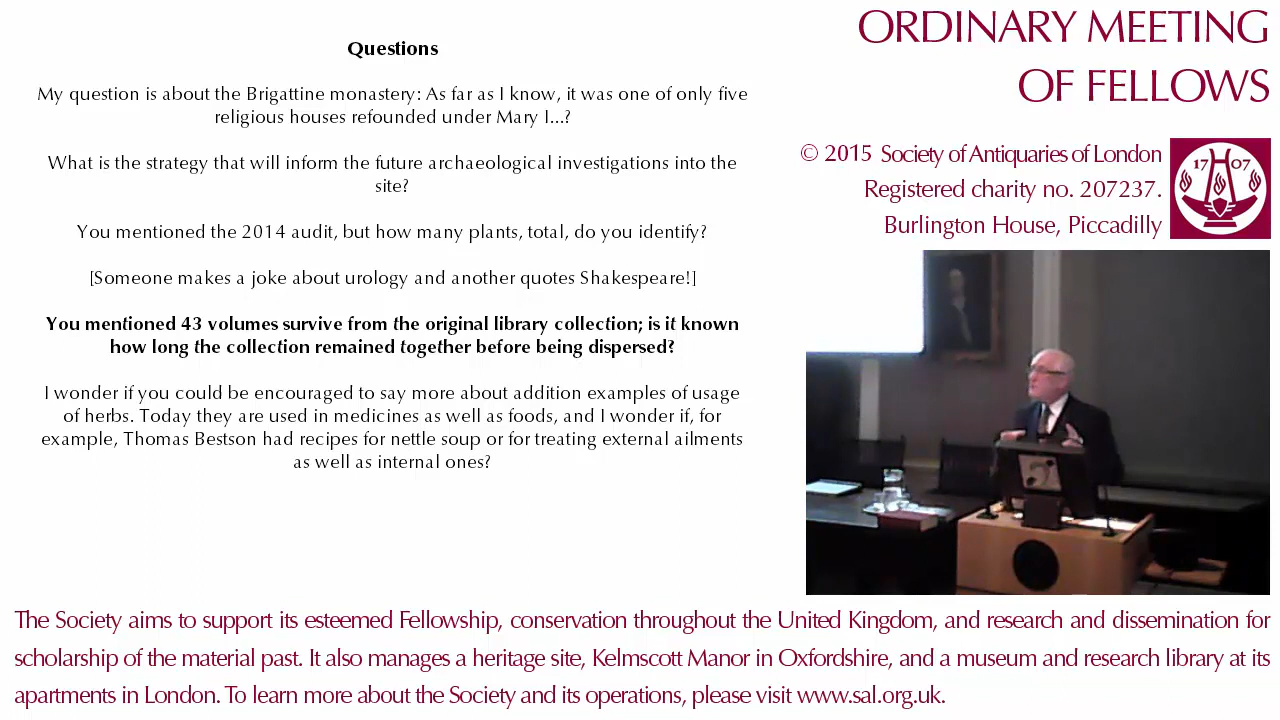 Questions
My question is about the Brigattine monastery: As far as I know, it was one of only five
religious houses refounded under Mary I...?
What is the strategy that will inform the future archaeological investigations into the
site?
You mentioned the 2014 audit, but how many plants, total, do you identify?
[Someone makes a joke about urology and another quotes Shakespeare!]
You mentioned 43 volumes survive from the original library collection; is it known
how long the collection remained together before being dispersed?
I wonder if you could be encouraged to say more about addition examples of usage
of herbs. Today they are used in medicines as well as foods, and I wonder if, for
example, Thomas Bestson had recipes for nettle soup or for treating external ailments
as well as internal ones?
ORDINARY MEETING
OF FELLOWS
© 2015 Society of Antiquaries of London
Registered charity no. 207237.
Burlington House, Piccadilly
17 07
The Society aims to support its esteemed Fellowship, conservation throughout the United Kingdom, and research and dissemination for
scholarship of the material past. It also manages a heritage site, Kelmscott Manor in Oxfordshire, and a museum and research library at its
apartments in London. To learn more about the Society and its operations, please visit www.sal.org.uk.